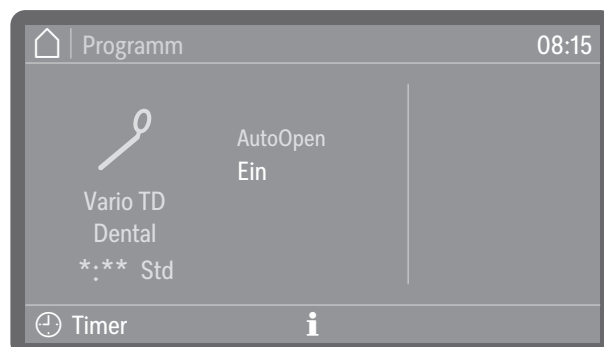 Programm
08:15
AutoOpen
Ein
Vario TD
Dental
*:** Std
Timer
i